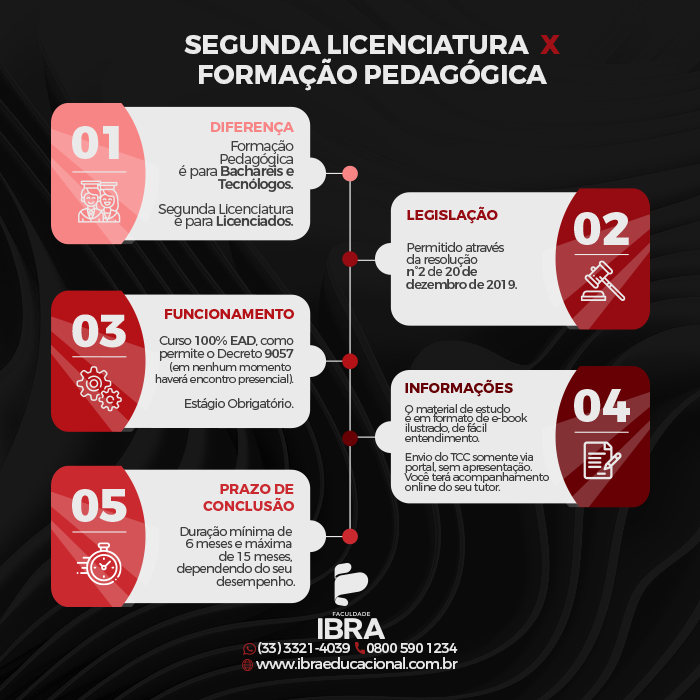 SEGUNDA LICENCIATURA X
FORMAÇÃO PEDAGÓGICA
01
DIFERENÇA
Formação
Pedagógica
é para Bacharéis e
Tecnólogos.
Segunda Licenciatura
é para Licenciados.
02
LEGISLAÇÃO
Permitido através
da resolução
n°2 de 20 de
dezembro de 2019.
03
FUNCIONAMENTO
Curso 100% EAD, como
permite o Decreto 9057
(em nenhum momento
haverá encontro presencial).
Estágio Obrigatório.
04
INFORMAÇÕES
O material de estudo
é em formato de e-book
ilustrado, de fácil
entendimento.
Envio do TCC somente via
portal, sem apresentação.
Você terá acompanhamento
online do seu tutor.
05
PRAZO DE
CONCLUSÃO
Duração mínima de
6 meses e máxima
de 15 meses,
dependendo do seu
desempenho.
FACULDADE
IBRA
(33) 3321-4039 0800 590 1234
www.ibraeducacional.com.br